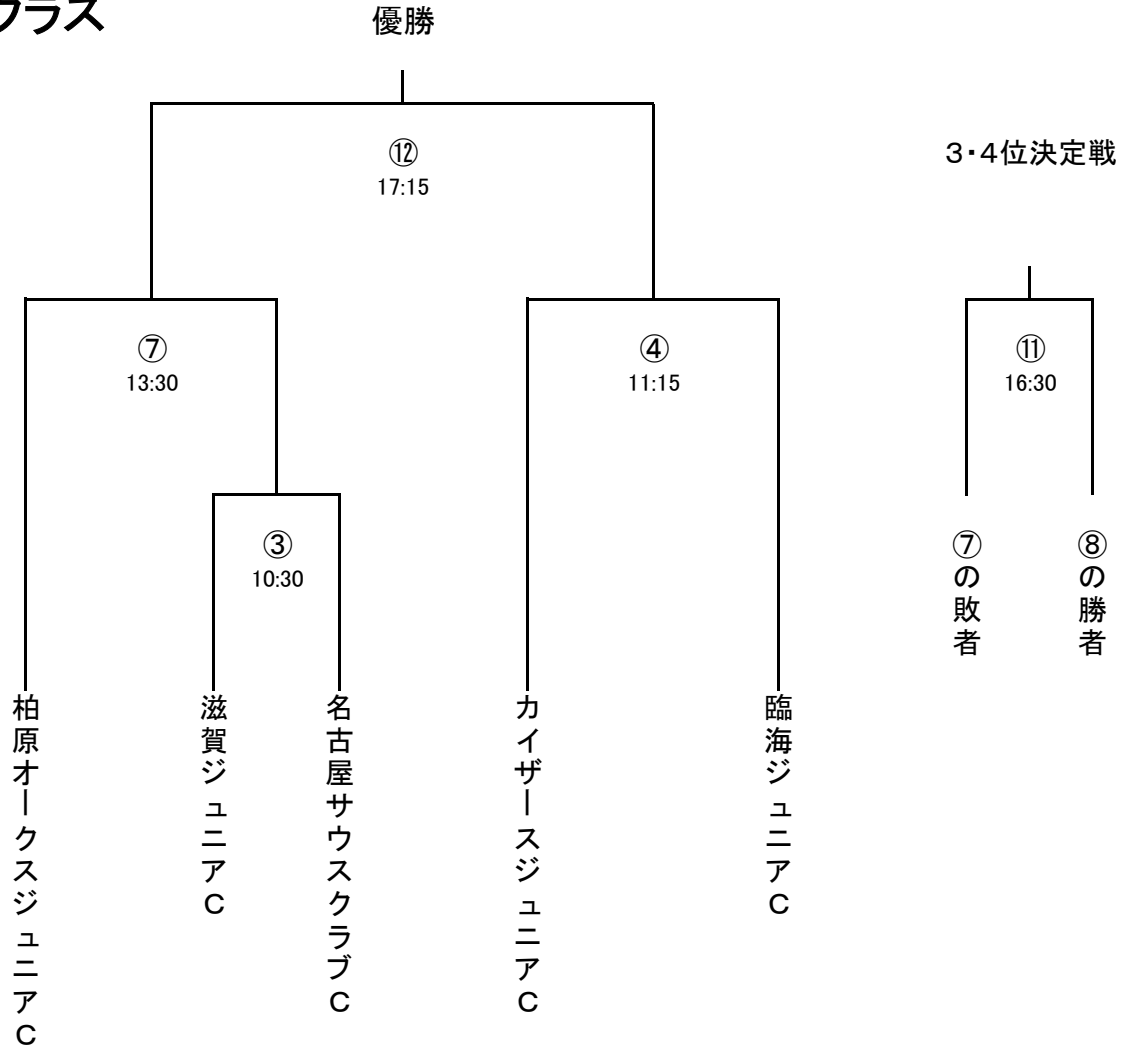 クラス
優勝
⑫
17:15
3・4位決定戦
⑦
13:30
④
11:15
⑪
16:30
③
10:30
⑦の敗者
⑧の勝者
柏原オークスジュニアC
滋賀ジュニアC
名古屋サウスクラブC
カイザースジュニアC
臨海ジュニアC